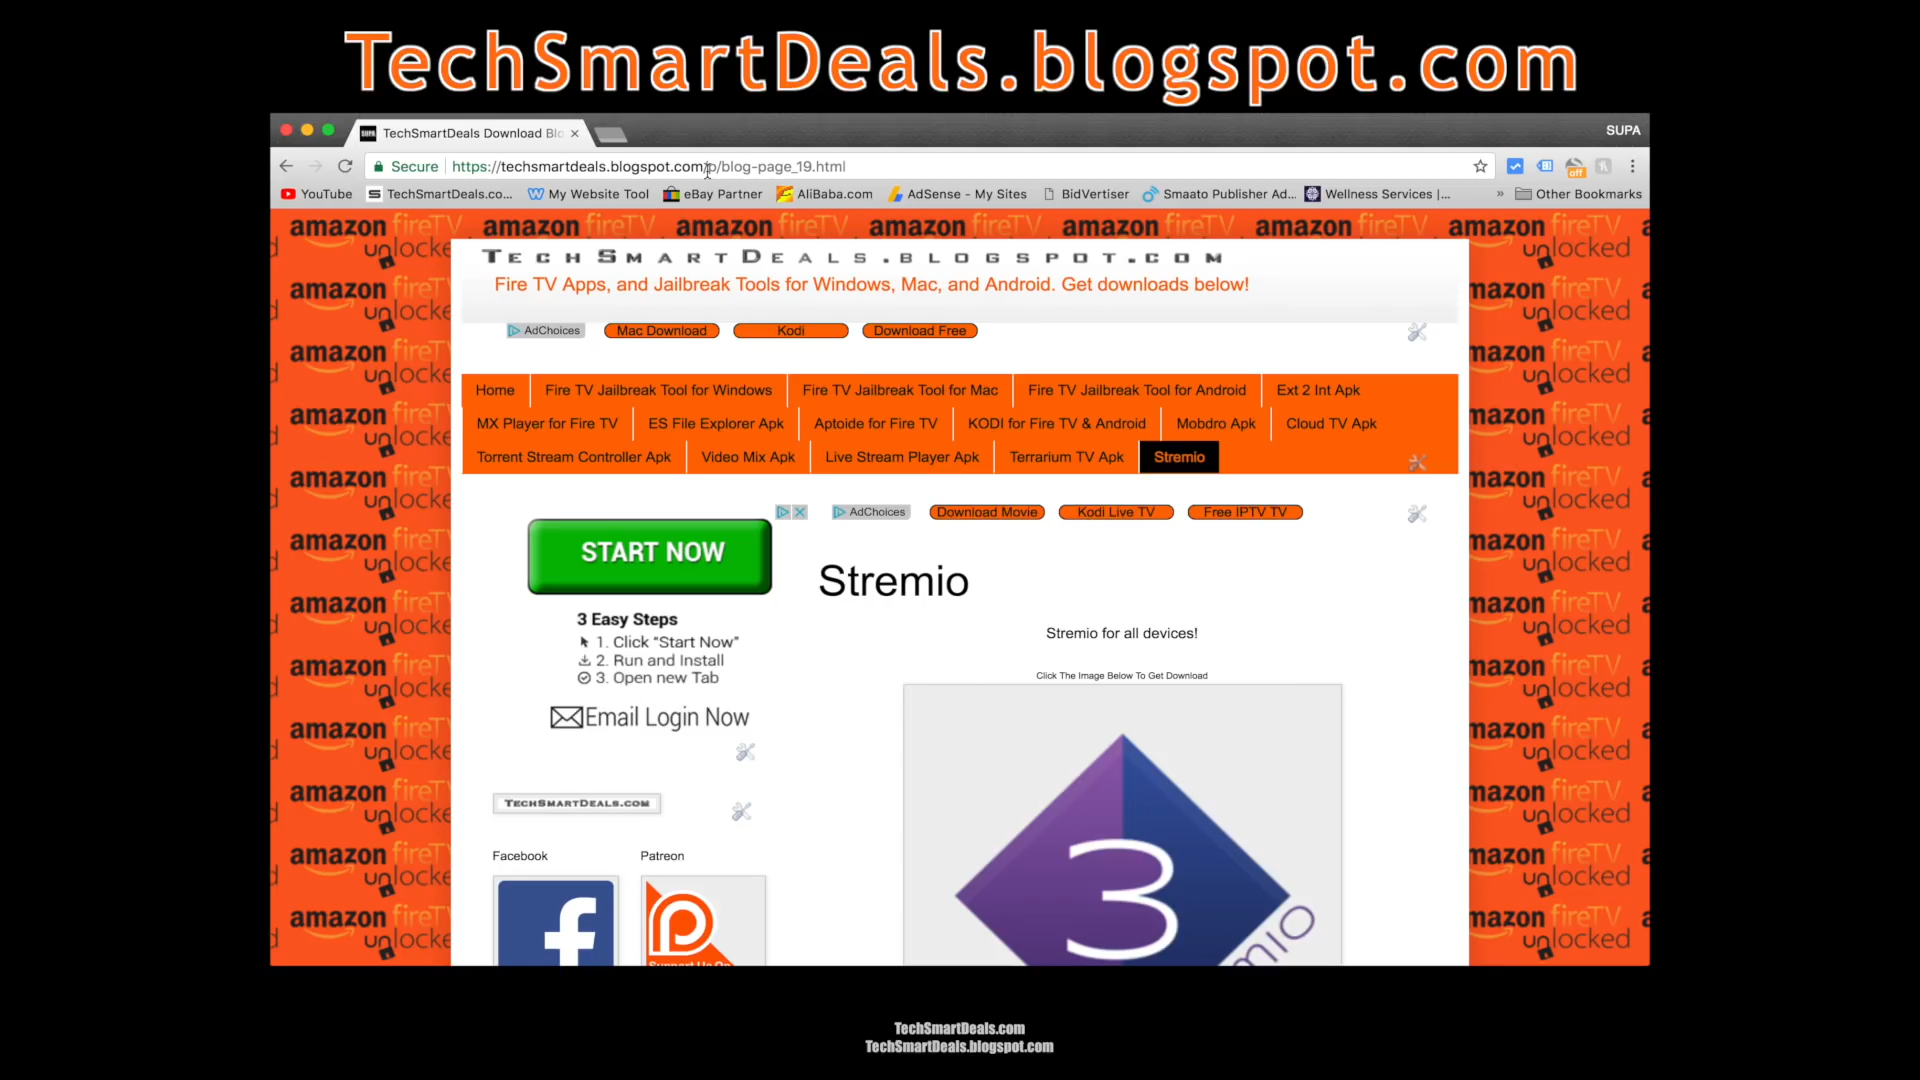 TechSmartDeals.blogspot.com
TechSmartDeals Download Blo
SUPA
Secure https://techsmartdeals.blogspot.com/p/blog-page_19.html
off
YouTube TechSmartDeals.co... My Website Tool eBay Partner AliBaba.com AdSense - My Sites BidVertiser Smaato Publisher Ad... Wellness Services |... » Other Bookmarks
amazon fireTV unlocked
TechSmartDeals.blogspot.com
Fire TV Apps, and Jailbreak Tools for Windows, Mac, and Android. Get downloads below!
AdChoices Mac Download Kodi Download Free
Home Fire TV Jailbreak Tool for Windows Fire TV Jailbreak Tool for Mac Fire TV Jailbreak Tool for Android Ext 2 Int Apk
MX Player for Fire TV ES File Explorer Apk Aptoide for Fire TV KODI for Fire TV & Android Mobdro Apk Cloud TV Apk
Torrent Stream Controller Apk Video Mix Apk Live Stream Player Apk Terrarium TV Apk Stremio
AdChoices Download Movie Kodi Live TV Free IPTV TV
START NOW
3 Easy Steps
1. Click “Start Now”
2. Run and Install
3. Open new Tab
Email Login Now
Stremio
Stremio for all devices!
Click The Image Below To Get Download
3
TechSmartDeals.com
Facebook Patreon
Support Us On
TechSmartDeals.com
TechSmartDeals.blogspot.com